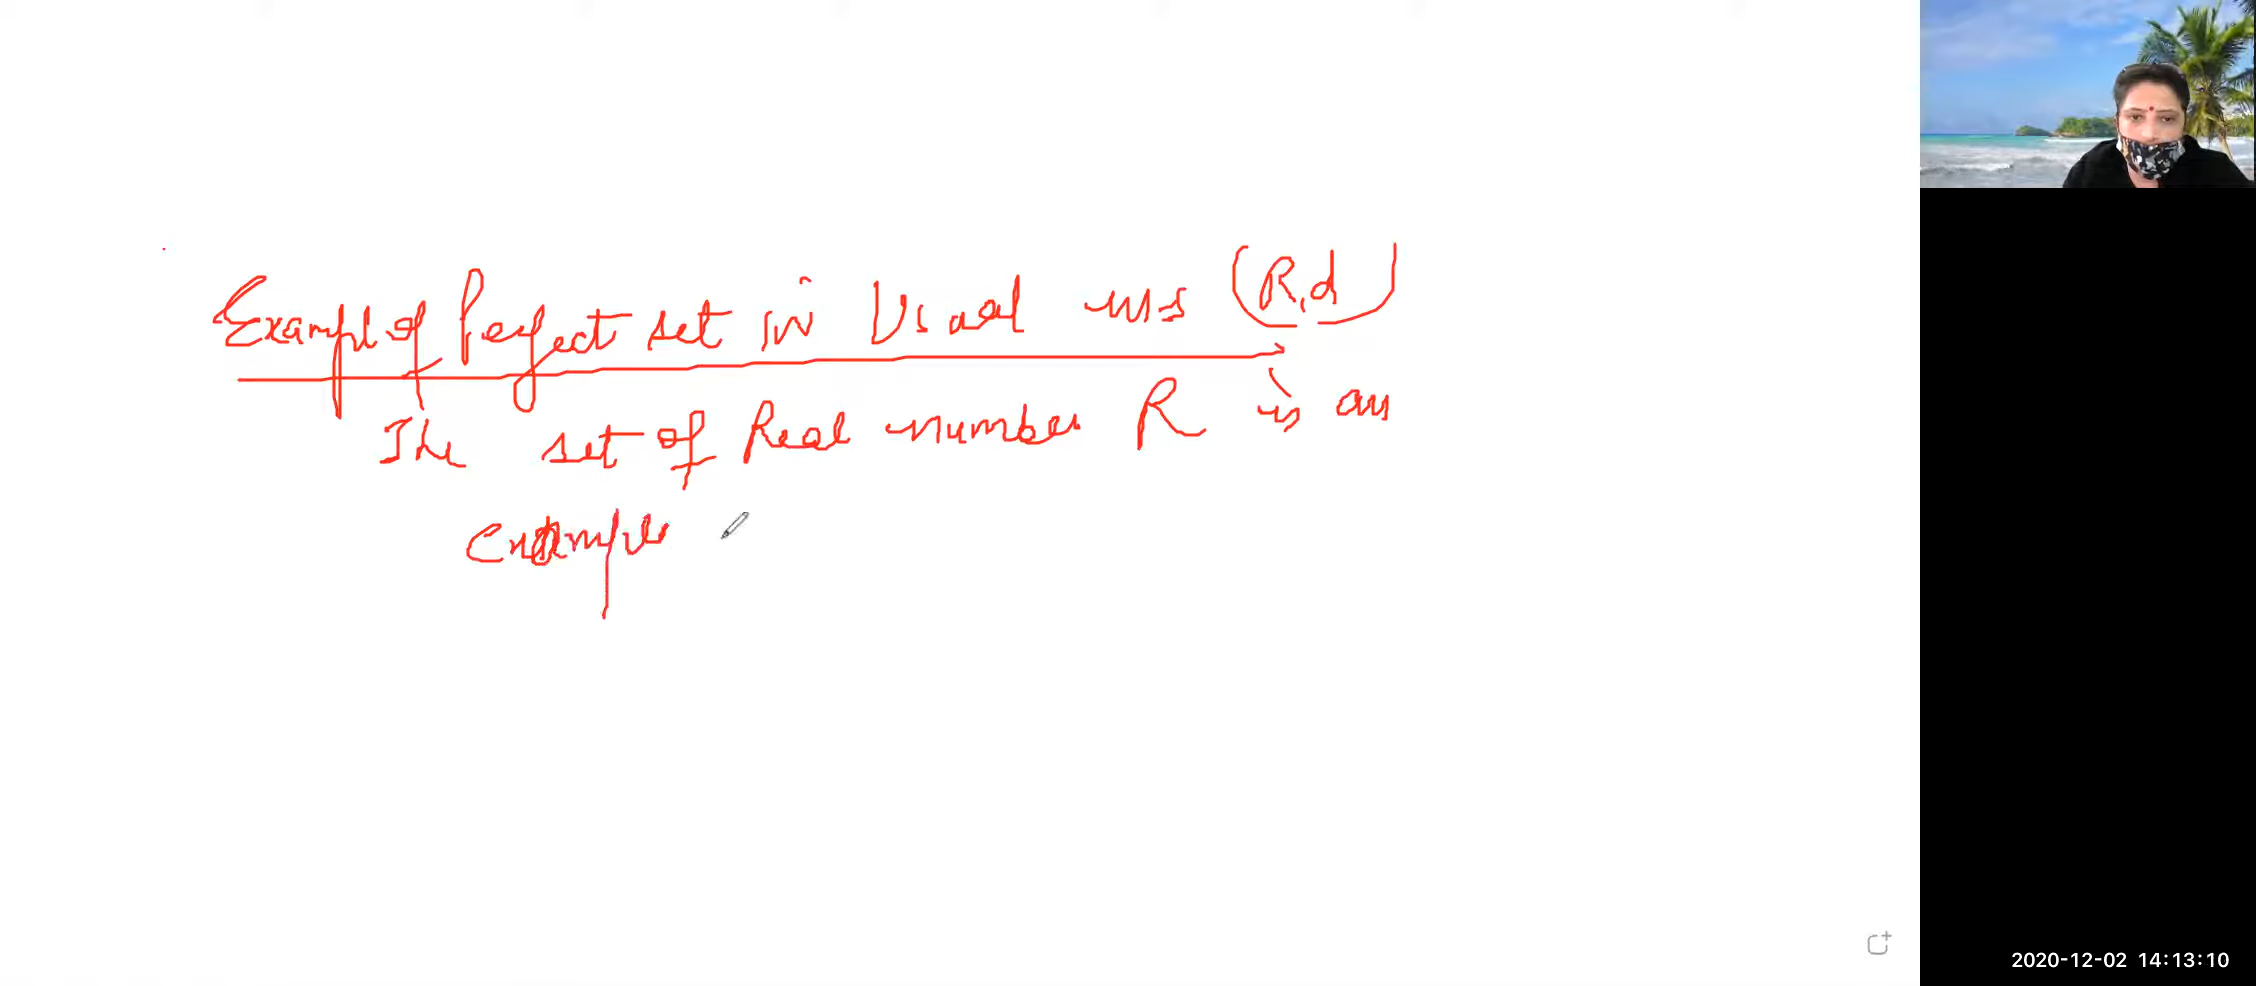 Example of Perfect set in Usual ms (R,d)
The set of Real number R is an
example
2020-12-02 14:13:10